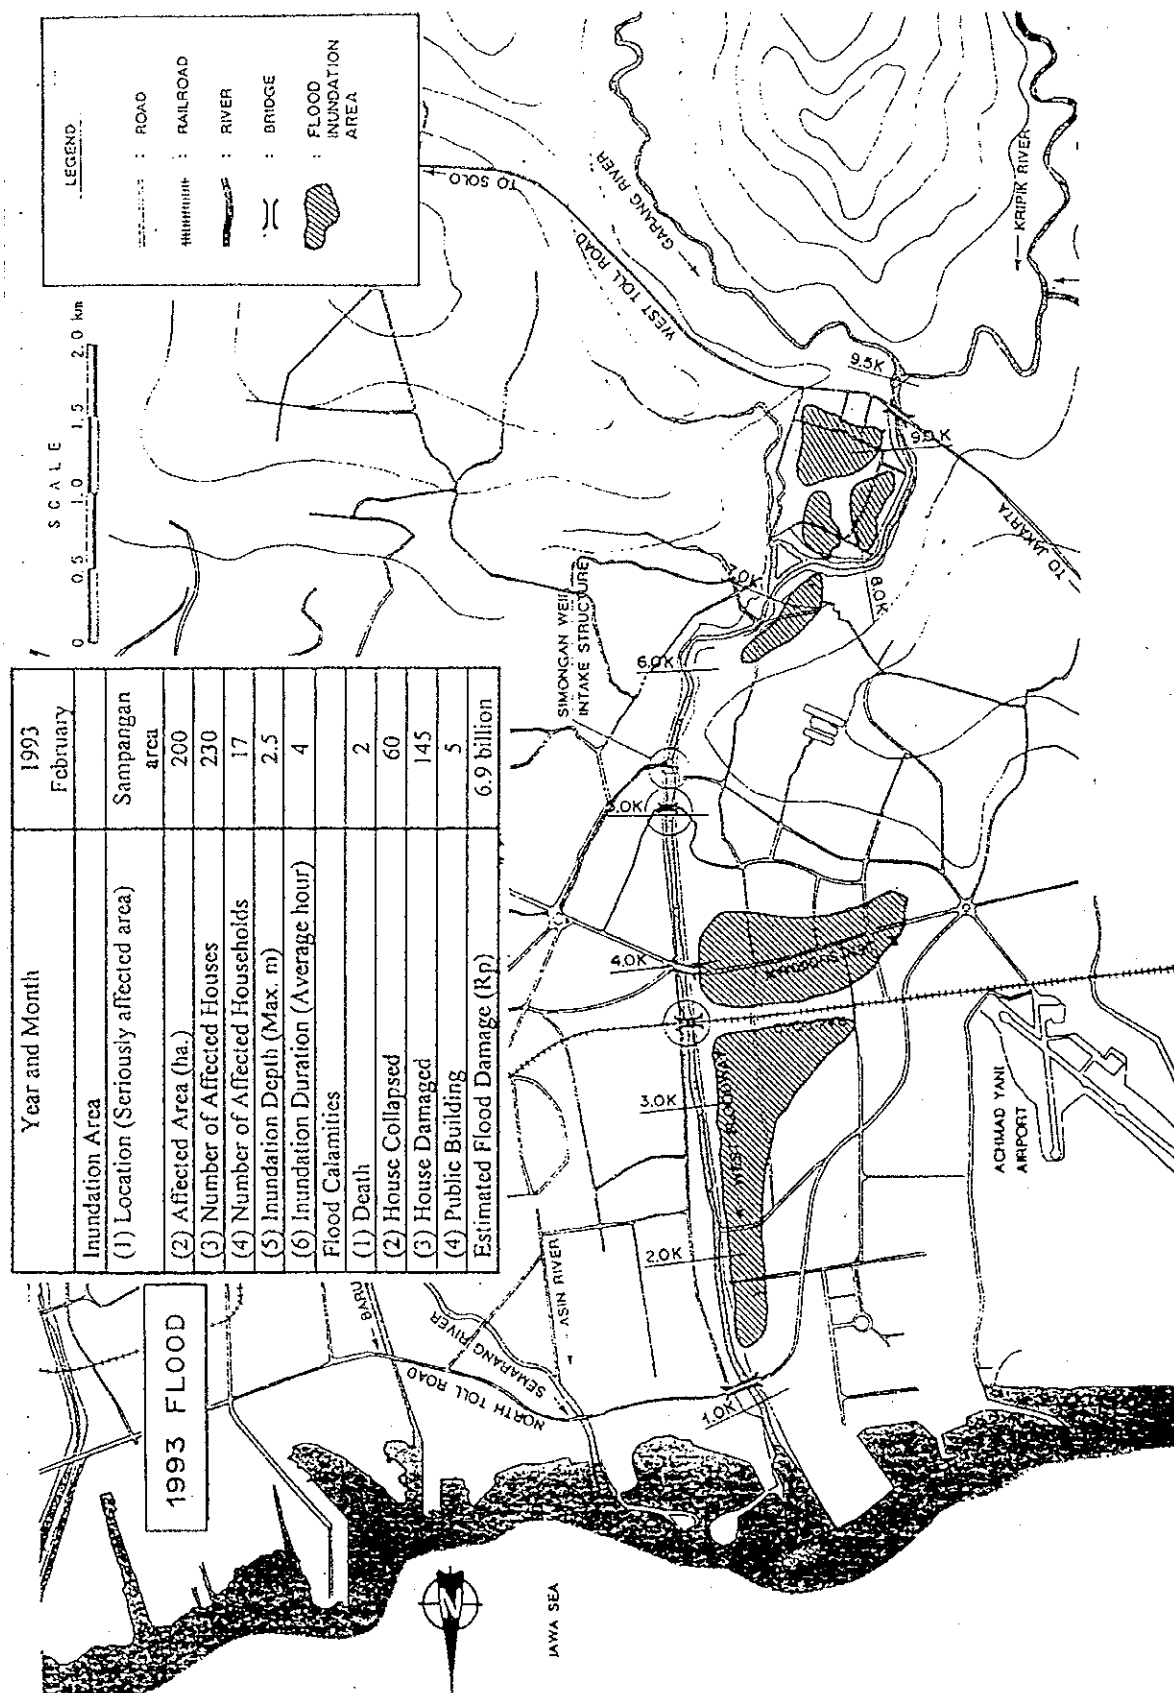 1993 FLOOD
Year and Month 1993 February
Inundation Area
(1) Location (Seriously affected area) Sampangan area
(2) Affected Area (ha.) 200
(3) Number of Affected Houses 230
(4) Number of Affected Households 17
(5) Inundation Depth (Max. m) 2.5
(6) Inundation Duration (Average hour) 4
Flood Calamities
(1) Death 2
(2) House Collapsed 60
(3) House Damaged 145
(4) Public Building 5
Estimated Flood Damage (Rp) 6.9 billion
SCALE
0 0.5 1.0 1.5 2.0 km
LEGEND
: ROAD
: RAILROAD
: RIVER
: BRIDGE
: FLOOD INUNDATION AREA
N
JAWA SEA
BARU
NORTH TOLL ROAD
SEMARANG RIVER
ASIN RIVER
1.0K
2.0K
3.0K
WEST FLOODWAY
4.0K
5.0K
SIMONGAN WEIR
INTAKE STRUCTURE
6.0K
7.0K
8.0K
9.0K
9.5K
WEST TOLL ROAD
TO SOLO
GARANG RIVER
KRIPIK RIVER
TO JAKARTA
ACHMAD YANI
AIRPORT